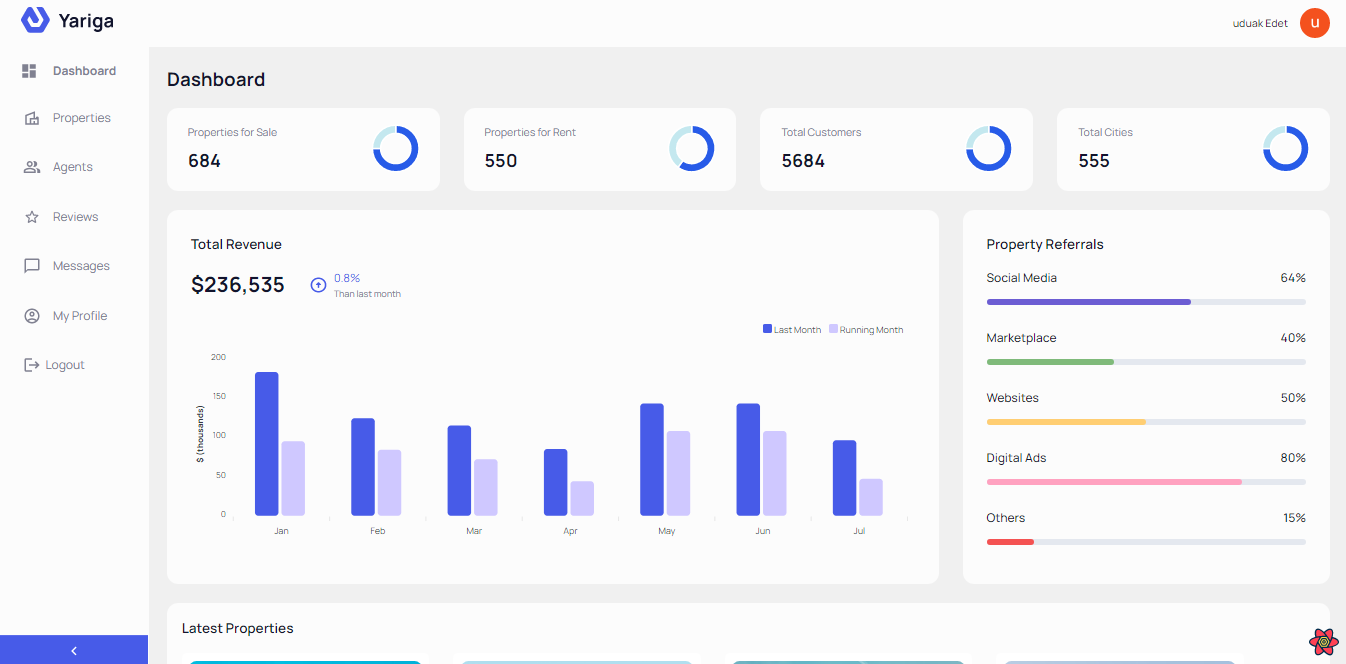 Yariga
uduak Edet
u
Dashboard
Properties
Agents
Reviews
Messages
My Profile
Logout
Dashboard
Properties for Sale
684
Properties for Rent
550
Total Customers
5684
Total Cities
555
Total Revenue
$236,535
0.8%
Than last month
Last Month
Running Month
$ (thousands)
200
150
100
50
0
Jan
Feb
Mar
Apr
May
Jun
Jul
Property Referrals
Social Media 64%
Marketplace 40%
Websites 50%
Digital Ads 80%
Others 15%
Latest Properties